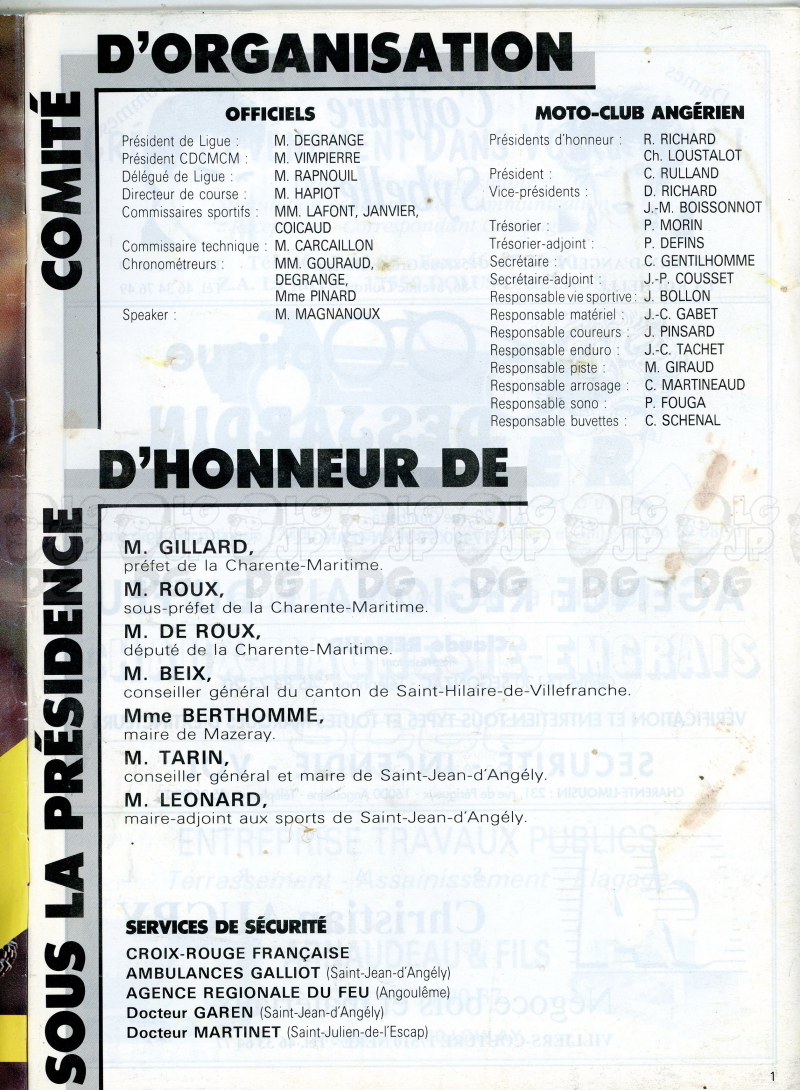 COMITÉ
D'ORGANISATION
OFFICIELS
Président de Ligue : M. DEGRANGE
Président CDCMCM : M. VIMPIERRE
Délégué de Ligue : M. RAPNOUIL
Directeur de course : M. HAPIOT
Commissaires sportifs : MM. LAFONT, JANVIER,
COICAUD
Commissaire technique : M. CARCAILLON
Chronométreurs : MM. GOURAUD,
DEGRANGE,
Mme PINARD
Speaker : M. MAGNANOUX
MOTO-CLUB ANGÉRIEN
Présidents d'honneur : R. RICHARD
Ch. LOUSTALOT
Président : C. RULLAND
Vice-présidents : D. RICHARD
J.-M. BOISSONNOT
Trésorier : P. MORIN
Trésorier-adjoint : P. DEFINS
Secrétaire : C. GENTILHOMME
Secrétaire-adjoint : J.-P. COUSSET
Responsable vie sportive : J. BOLLON
Responsable matériel : J.-C. GABET
Responsable coureurs : J. PINSARD
Responsable enduro : J.-C. TACHET
Responsable piste : M. GIRAUD
Responsable arrosage : C. MARTINEAUD
Responsable sono : P. FOUGA
Responsable buvettes : C. SCHENAL
SOUS LA PRÉSIDENCE
D'HONNEUR DE
M. GILLARD,
préfet de la Charente-Maritime.
M. ROUX,
sous-préfet de la Charente-Maritime.
M. DE ROUX,
député de la Charente-Maritime.
M. BEIX,
conseiller général du canton de Saint-Hilaire-de-Villefranche.
Mme BERTHOMME,
maire de Mazeray.
M. TARIN,
conseiller général et maire de Saint-Jean-d'Angély.
M. LEONARD,
maire-adjoint aux sports de Saint-Jean-d'Angély.
SERVICES DE SÉCURITÉ
CROIX-ROUGE FRANÇAISE
AMBULANCES GALLIOT (Saint-Jean-d'Angély)
AGENCE REGIONALE DU FEU (Angoulême)
Docteur GAREN (Saint-Jean-d'Angély)
Docteur MARTINET (Saint-Julien-de-l'Escap)
1